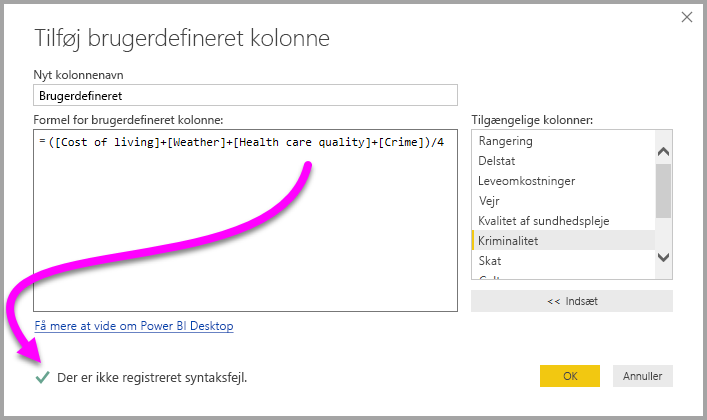 Tilføj brugerdefineret kolonne
Nyt kolonnenavn
Brugerdefineret
Formel for brugerdefineret kolonne:
=([Cost of living]+[Weather]+[Health care quality]+[Crime])/4
Tilgængelige kolonner:
Rangering
Delstat
Leveomkostninger
Vejr
Kvalitet af sundhedspleje
Kriminalitet
Skat
<< Indsæt
Få mere at vide om Power BI Desktop
Der er ikke registreret syntaksfejl.
OK
Annuller